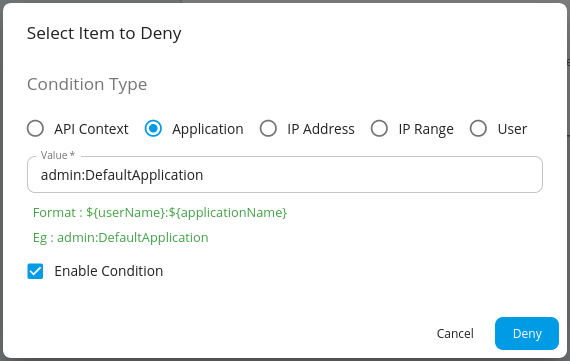 Select Item to Deny
Condition Type
API Context Application IP Address IP Range User
Value *
admin:DefaultApplication
Format : ${userName}:${applicationName}
Eg : admin:DefaultApplication
Enable Condition
Cancel Deny